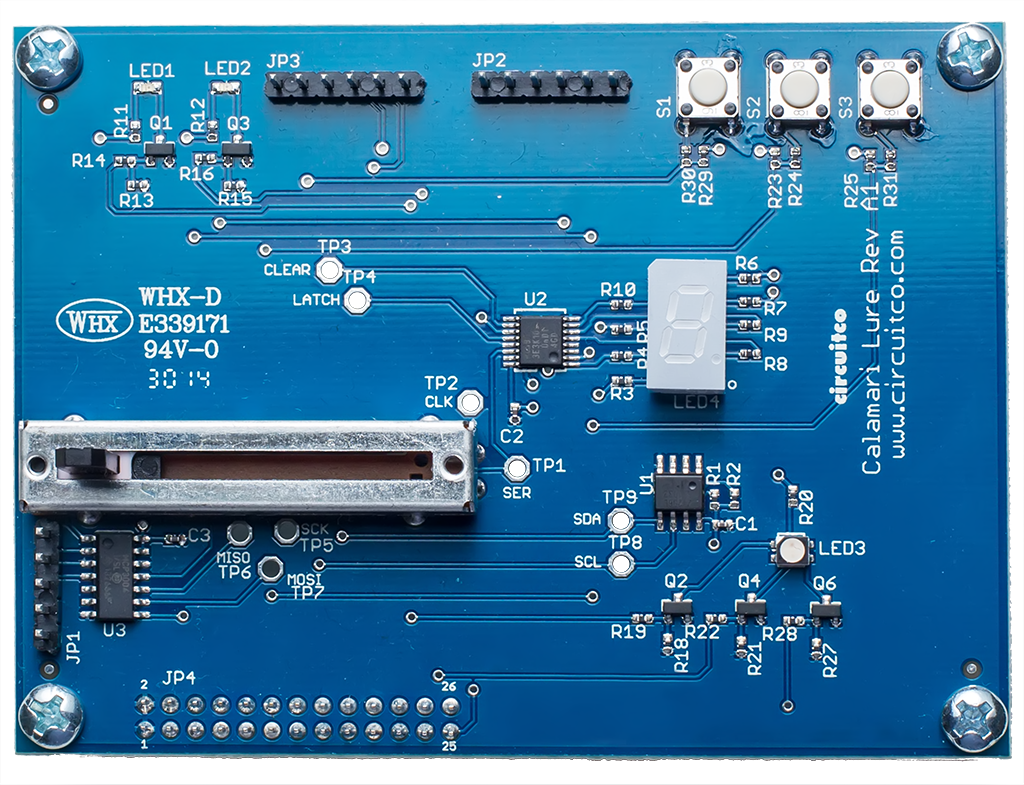 LED1
LED2
JP3
JP2
S1
S2
S3
R11
Q1
R12
Q3
R14
R16
R13
R15
R30
R29
R23
R24
R25
R31
TP3
CLEAR
TP4
LATCH
WHX-D
WHX
E339171
94V-0
3014
U2
R10
R5
R4
R3
R6
R7
R9
R8
LED4
circuitco
Calamari Lure Rev A1
www.circuitco.com
TP2
CLK
C2
TP1
SER
U1
R1
R2
C1
TP9
SDA
TP8
SCL
R20
LED3
C3
SCK
TP5
MISO
TP6
MOSI
TP7
U3
JP1
Q2
Q4
Q6
R19
R22
R28
R18
R21
R27
JP4
2
26
1
25